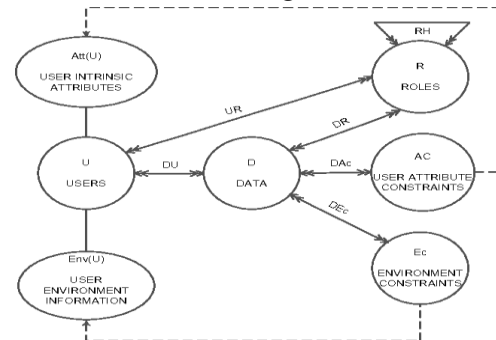 RH
Att(U)
USER INTRINSIC
ATTRIBUTES
R
ROLES
UR
DR
U
USERS
DU
D
DATA
DAc
AC
USER ATTRIBUTE
CONSTRAINTS
DEc
Env(U)
USER
ENVIRONMENT
INFORMATION
Ec
ENVIRONMENT
CONSTRAINTS